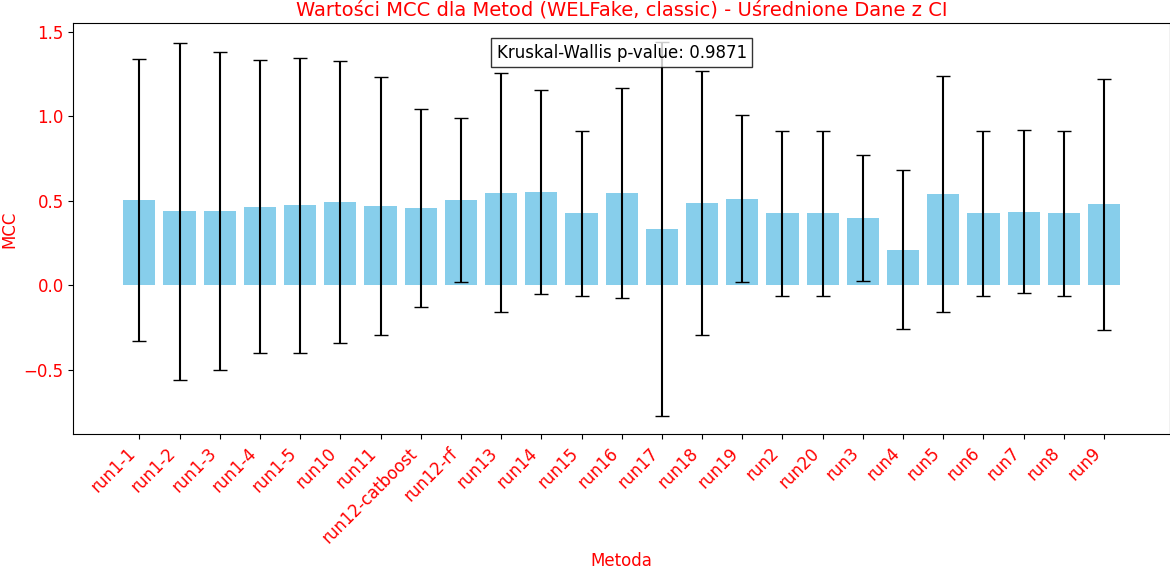 Wartości MCC dla Metod (WELFake, classic) - Uśrednione Dane z CI
Kruskal-Wallis p-value: 0.9871
1.5
1.0
0.5
0.0
−0.5
MCC
run1-1
run1-2
run1-3
run1-4
run1-5
run10
run11
run12-catboost
run12-rf
run13
run14
run15
run16
run17
run18
run19
run2
run20
run3
run4
run5
run6
run7
run8
run9
Metoda